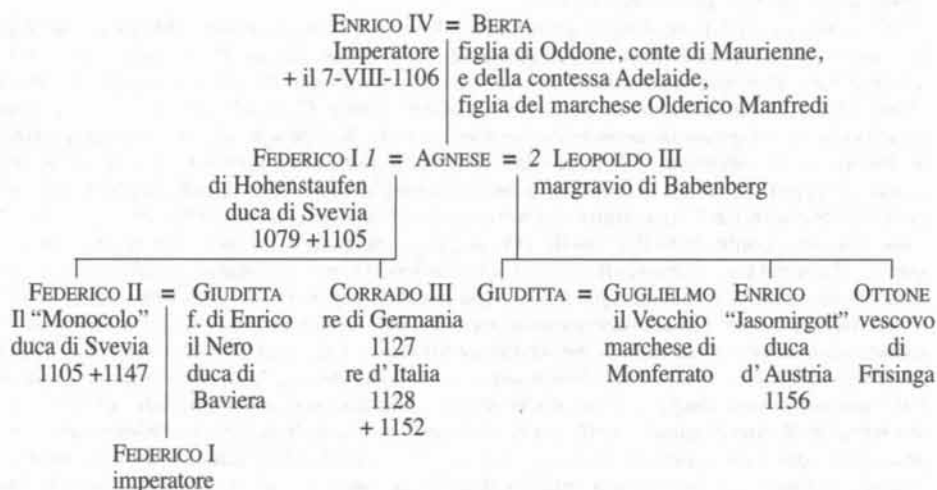 ENRICO IV = BERTA
Imperatore figlia di Oddone, conte di Maurienne,
+ il 7-VIII-1106 e della contessa Adelaide,
figlia del marchese Olderico Manfredi
FEDERICO I 1 = AGNESE = 2 LEOPOLDO III
di Hohenstaufen margravio di Babenberg
duca di Svevia
1079 +1105
FEDERICO II = GIUDITTA CORRADO III GIUDITTA = GUGLIELMO ENRICO OTTONE
Il “Monocolo” f. di Enrico re di Germania il Vecchio “Jasomirgott” vescovo
duca di Svevia il Nero 1127 marchese di duca di
1105 +1147 duca di re d’Italia Monferrato d’Austria Frisinga
Baviera 1128 1156
+ 1152
FEDERICO I
imperatore